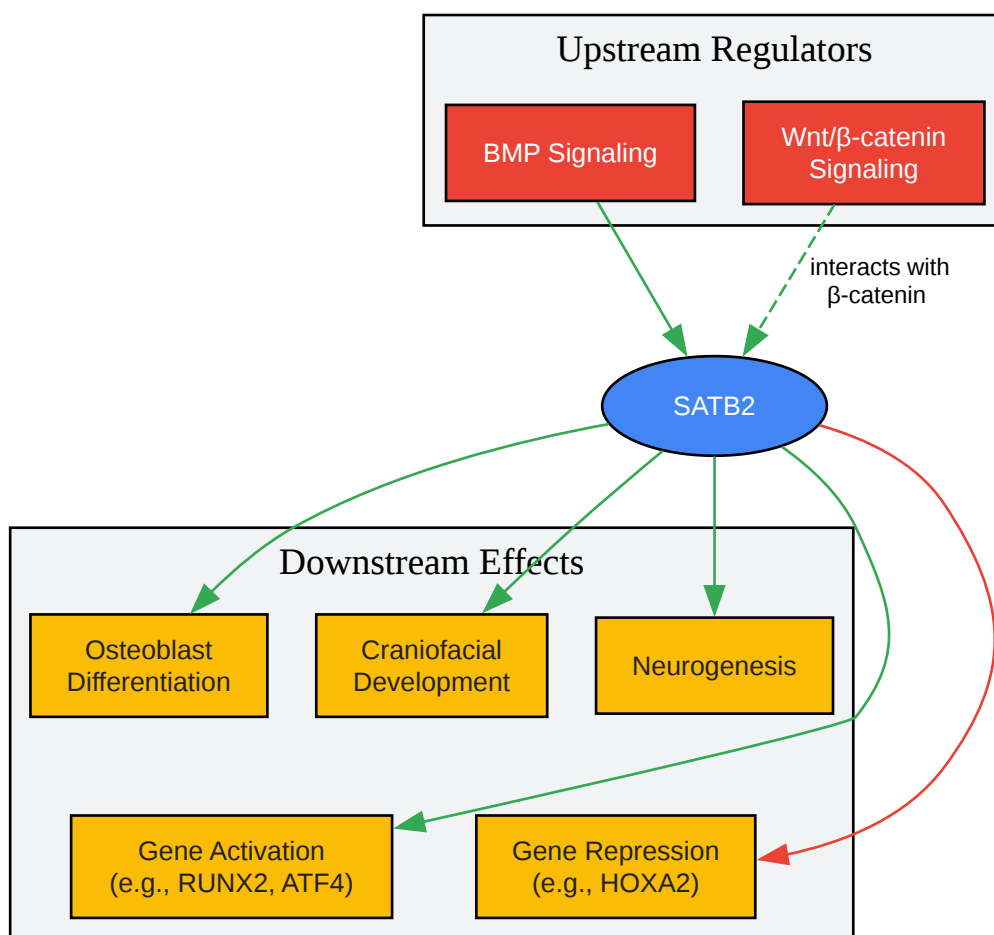 Upstream Regulators
BMP Signaling
Wnt/β-catenin
Signaling
interacts with
β-catenin
SATB2
Downstream Effects
Osteoblast
Differentiation
Craniofacial
Development
Neurogenesis
Gene Activation
(e.g., RUNX2, ATF4)
Gene Repression
(e.g., HOXA2)